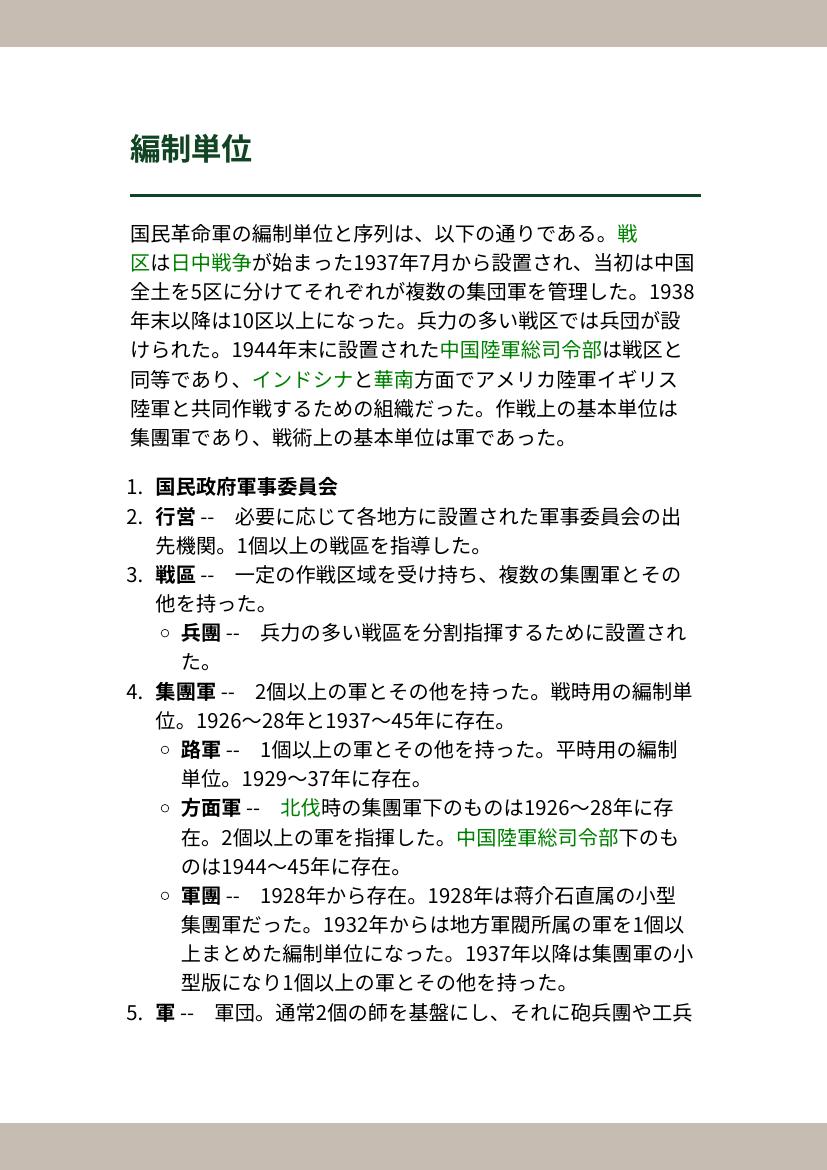 編制単位
国民革命軍の編制単位と序列は、以下の通りである。戦
区は日中戦争が始まった1937年7月から設置され、当初は中国
全土を5区に分けてそれぞれが複数の集団軍を管理した。1938
年末以降は10区以上になった。兵力の多い戦区では兵団が設
けられた。1944年末に設置された中国陸軍総司令部は戦区と
同等であり、インドシナと華南方面でアメリカ陸軍イギリス
陸軍と共同作戦するための組織だった。作戦上の基本単位は
集團軍であり、戦術上の基本単位は軍であった。
1. 国民政府軍事委員会
2. 行営 --　必要に応じて各地方に設置された軍事委員会の出
先機関。1個以上の戰區を指導した。
3. 戰區 --　一定の作戦区域を受け持ち、複数の集團軍とその
他を持った。
○ 兵團 --　兵力の多い戰區を分割指揮するために設置され
た。
4. 集團軍 --　2個以上の軍とその他を持った。戦時用の編制単
位。1926～28年と1937～45年に存在。
○ 路軍 --　1個以上の軍とその他を持った。平時用の編制
単位。1929～37年に存在。
○ 方面軍 --　北伐時の集團軍下のものは1926～28年に存
在。2個以上の軍を指揮した。中国陸軍総司令部下のも
のは1944～45年に存在。
○ 軍團 --　1928年から存在。1928年は蒋介石直属の小型
集團軍だった。1932年からは地方軍閥所属の軍を1個以
上まとめた編制単位になった。1937年以降は集團軍の小
型版になり1個以上の軍とその他を持った。
5. 軍 --　軍団。通常2個の師を基盤にし、それに砲兵團や工兵